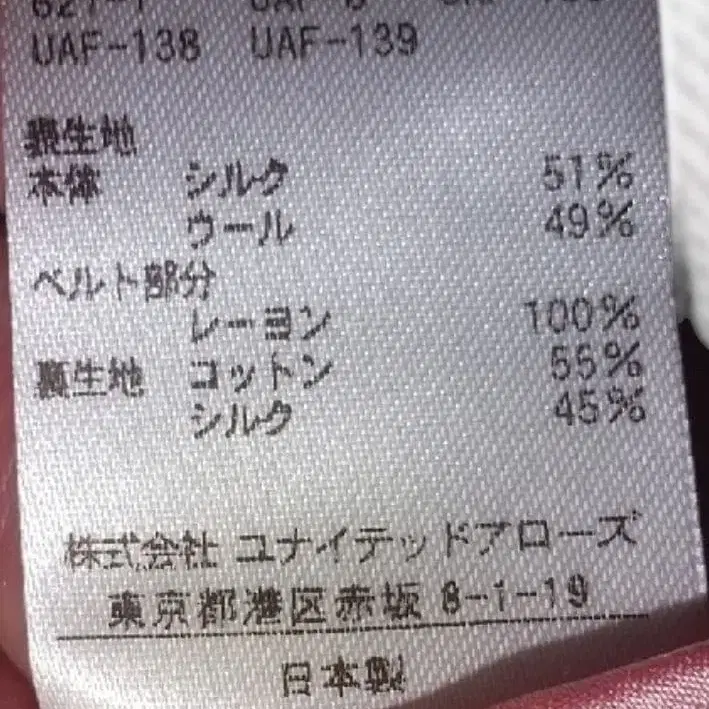 UAF-138 UAF-139
表生地
本体 シルク 51%
ウール 49%
ベルト部分
レーヨン 100%
裏生地 コットン 55%
シルク 45%
株式会社 ユナイテッドアローズ
東京都港区赤坂 8-1-19
日本製